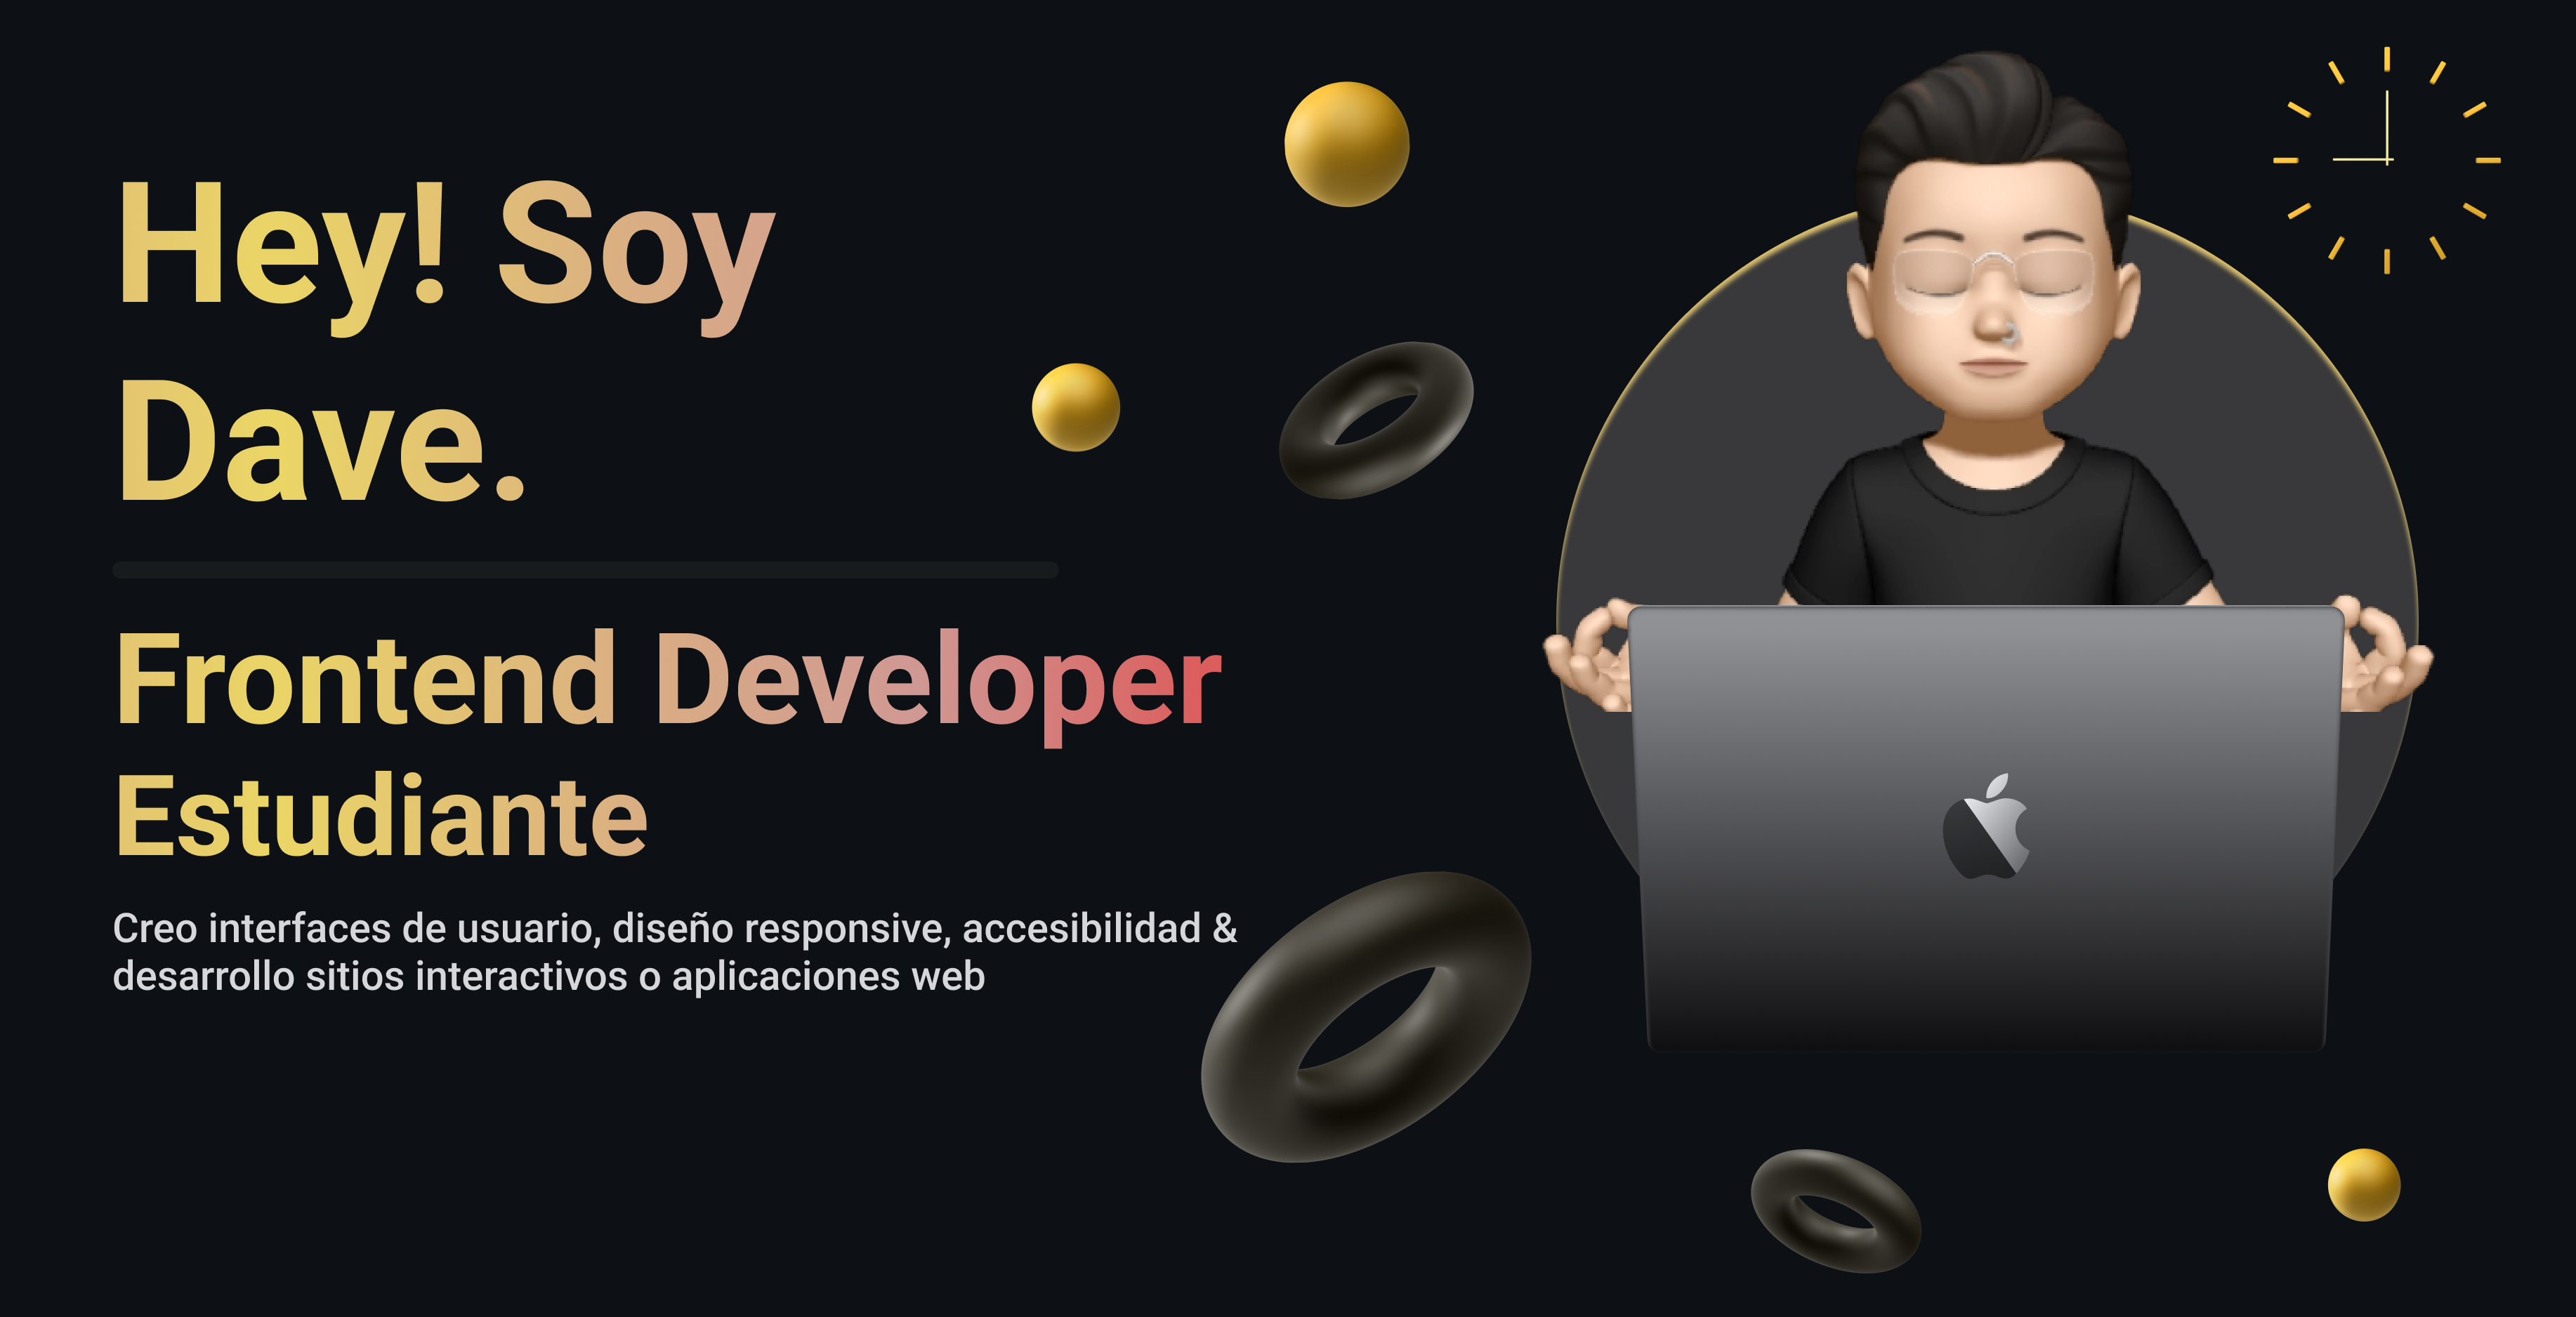 Hey! Soy
Dave.
Frontend Developer
Estudiante
Creo interfaces de usuario, diseño responsive, accesibilidad &
desarrollo sitios interactivos o aplicaciones web